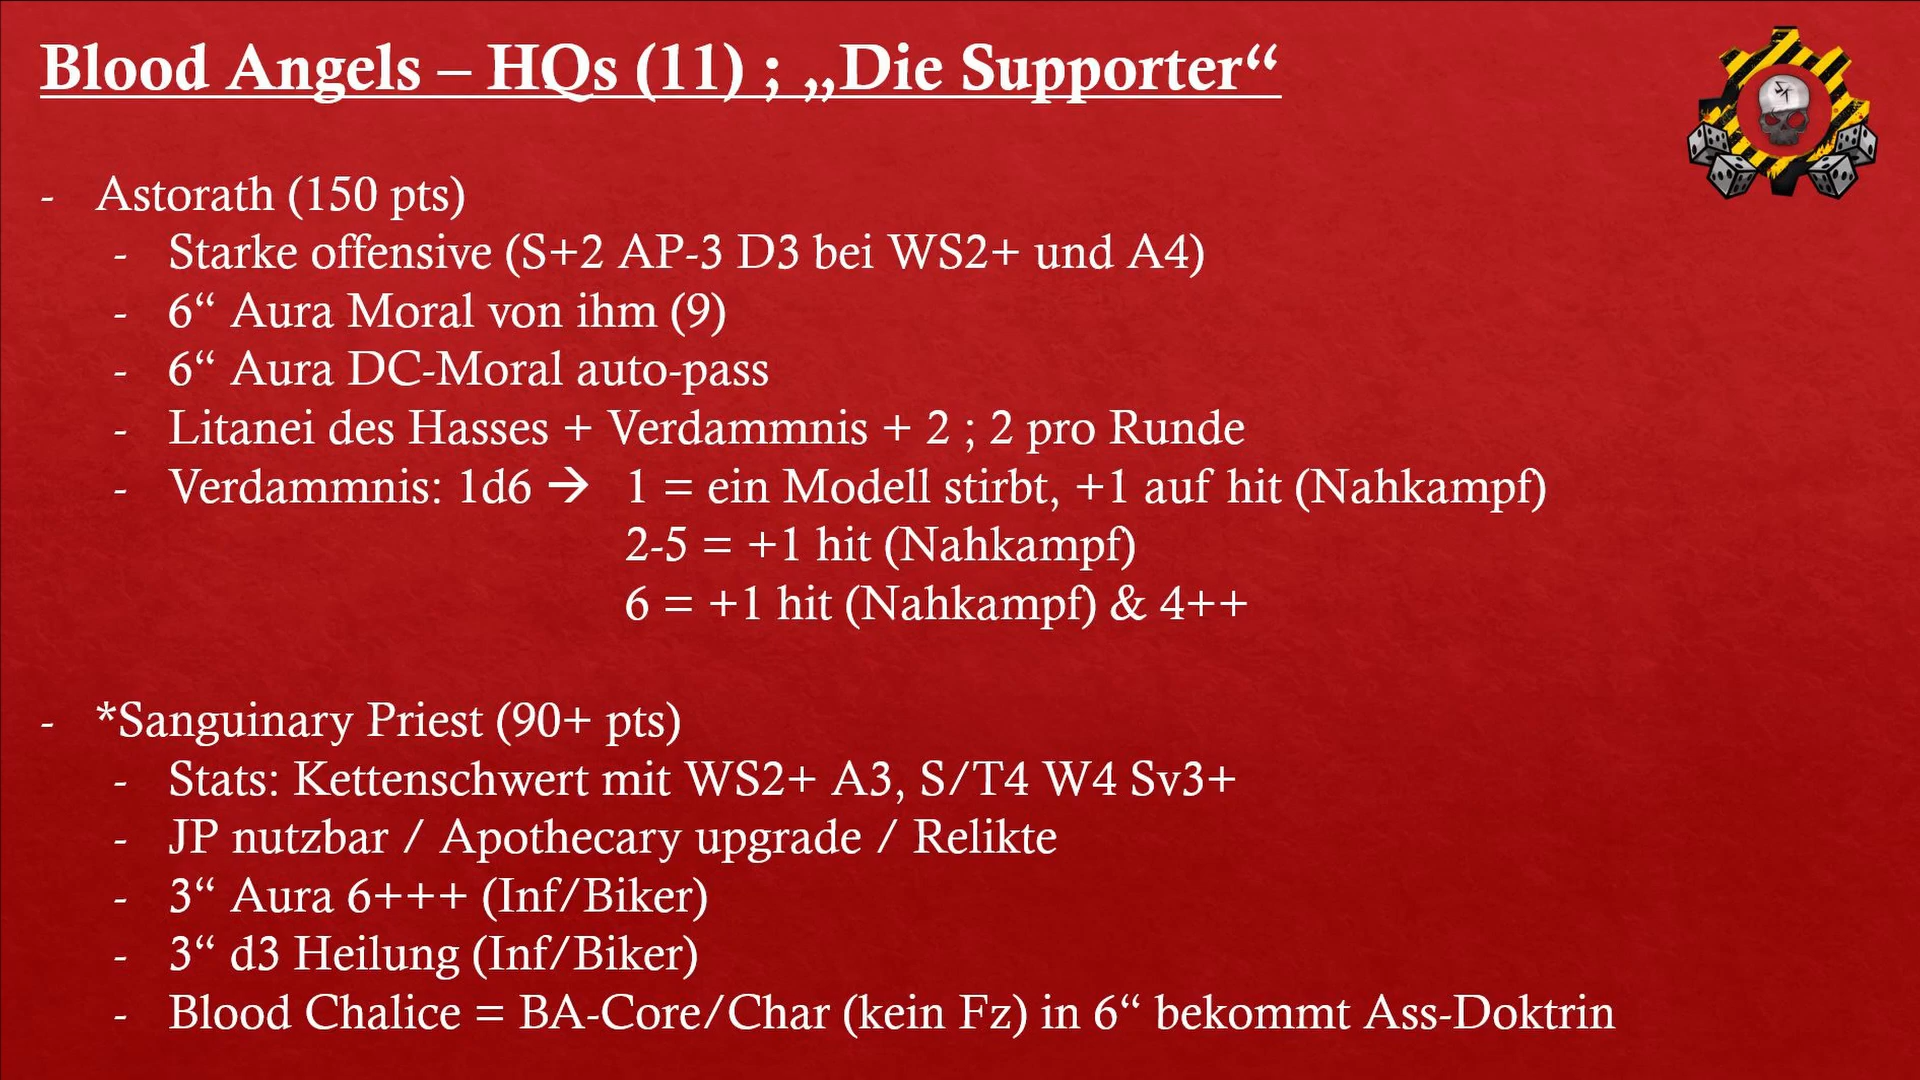 Blood Angels – HQs (11) ; „Die Supporter“
- Astorath (150 pts)
- Starke offensive (S+2 AP-3 D3 bei WS2+ und A4)
- 6“ Aura Moral von ihm (9)
- 6“ Aura DC-Moral auto-pass
- Litanei des Hasses + Verdammnis + 2 ; 2 pro Runde
- Verdammnis: 1d6 → 1 = ein Modell stirbt, +1 auf hit (Nahkampf)
2-5 = +1 hit (Nahkampf)
6 = +1 hit (Nahkampf) & 4++
- *Sanguinary Priest (90+ pts)
- Stats: Kettenschwert mit WS2+ A3, S/T4 W4 Sv3+
- JP nutzbar / Apothecary upgrade / Relikte
- 3“ Aura 6+++ (Inf/Biker)
- 3“ d3 Heilung (Inf/Biker)
- Blood Chalice = BA-Core/Char (kein Fz) in 6“ bekommt Ass-Doktrin